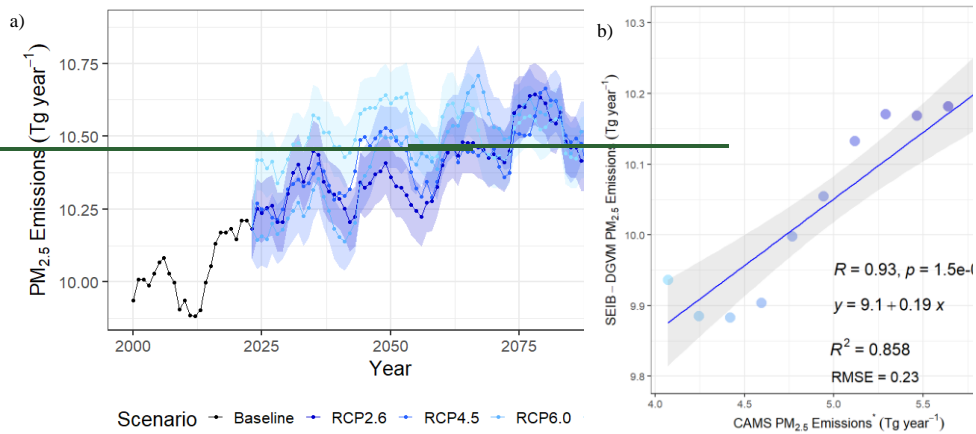 a)
PM2.5 Emissions (Tg year−1)
10.75
10.50
10.25
10.00
2000
2025
2050
2075
Year
Scenario
Baseline
RCP2.6
RCP4.5
RCP6.0
b)
SEIB − DGVM PM2.5 Emissions (Tg year−1)
10.3
10.2
10.1
10.0
9.9
9.8
R = 0.93, p = 1.5e-0
y = 9.1 + 0.19 x
R2 = 0.858
RMSE = 0.23
4.0
4.5
5.0
5.5
CAMS PM2.5 Emissions* (Tg year−1)